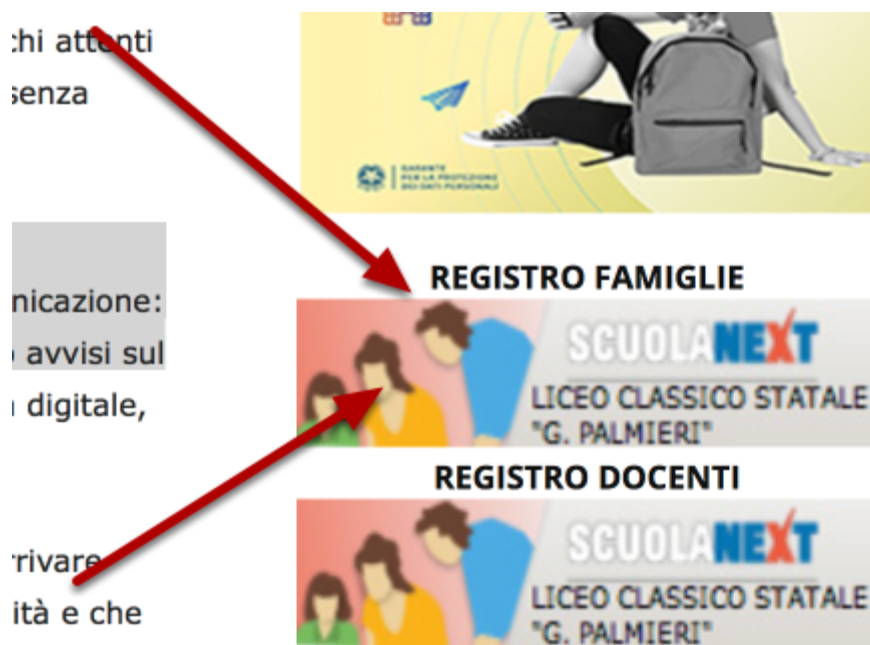 chi attenti
senza
nicazione:
avvisi sul
digitale,
rrivare
ità e che
GARANTE
PER LA PROTEZIONE
DEI DATI PERSONALI
REGISTRO FAMIGLIE
SCUOLANEXT
LICEO CLASSICO STATALE
"G. PALMIERI"
REGISTRO DOCENTI
SCUOLANEXT
LICEO CLASSICO STATALE
"G. PALMIERI"